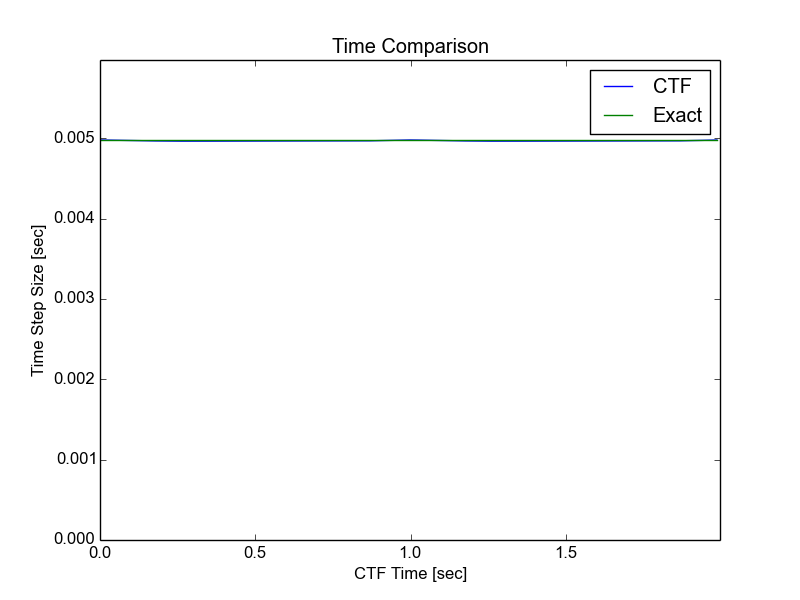 Time Comparison
CTF
Exact
Time Step Size [sec]
0.005
0.004
0.003
0.002
0.001
0.000
0.0 0.5 1.0 1.5
CTF Time [sec]